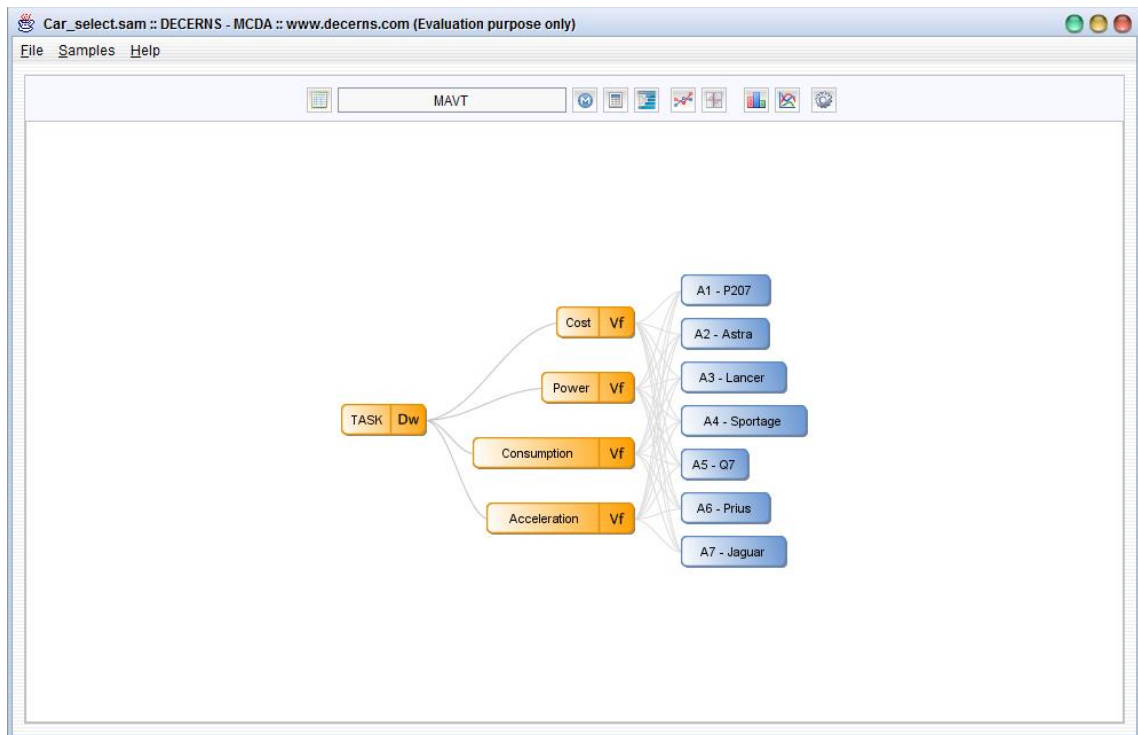 Car_select.sam :: DECERNS - MCDA :: www.decerns.com (Evaluation purpose only)
File Samples Help
MAVT
TASK Dw
Cost Vf
Power Vf
Consumption Vf
Acceleration Vf
A1 - P207
A2 - Astra
A3 - Lancer
A4 - Sportage
A5 - Q7
A6 - Prius
A7 - Jaguar